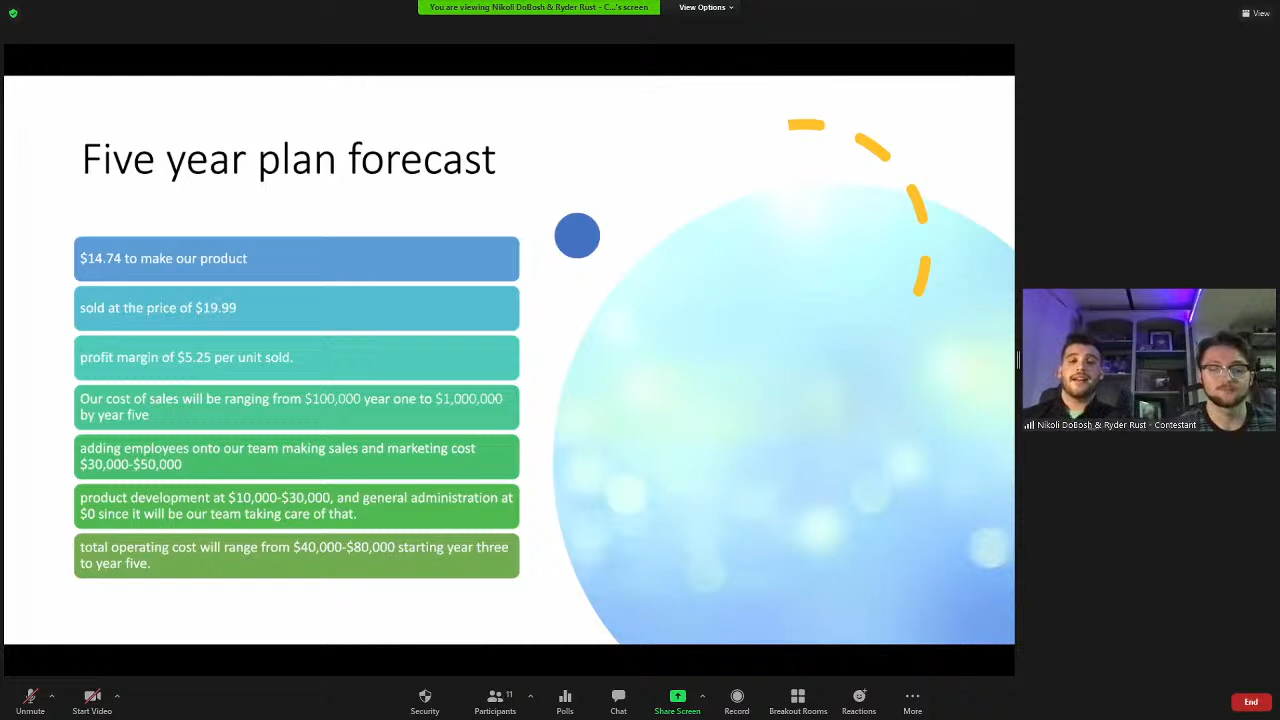 You are viewing Nikoli DoBosh & Ryder Rust - C...'s screen
View Options
View
Five year plan forecast
$14.74 to make our product
sold at the price of $19.99
profit margin of $5.25 per unit sold.
Our cost of sales will be ranging from $100,000 year one to $1,000,000
by year five
adding employees onto our team making sales and marketing cost
$30,000-$50,000
product development at $10,000-$30,000, and general administration at
$0 since it will be our team taking care of that.
total operating cost will range from $40,000-$80,000 starting year three
to year five.
Nikoli DoBosh & Ryder Rust - Contestant
Unmute
Start Video
Security
Participants
11
Polls
Chat
Share Screen
Record
Breakout Rooms
Reactions
More
End